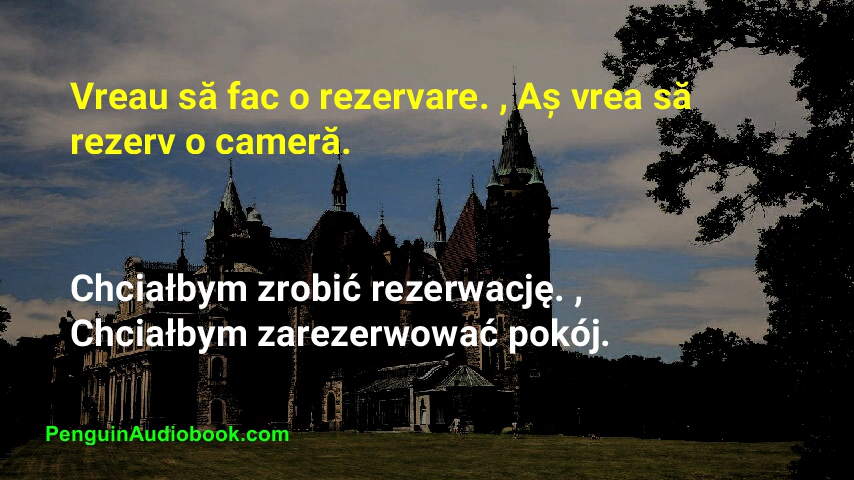 Vreau să fac o rezervare. , Aș vrea să
rezerv o cameră.
Chciałbym zrobić rezerwację. ,
Chciałbym zarezerwować pokój.
PenguinAudiobook.com